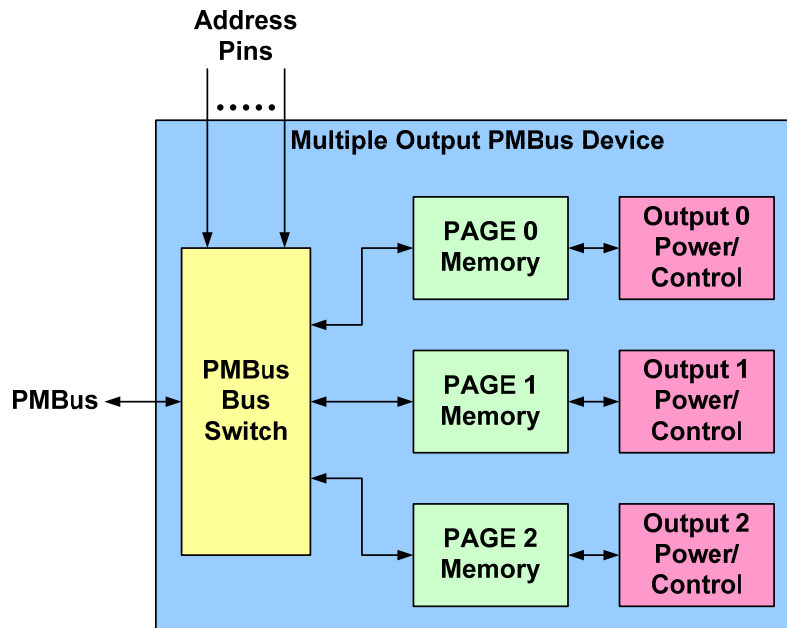 Address
Pins
Multiple Output PMBus Device
PAGE 0
Memory
Output 0
Power/
Control
PMBus
Bus
Switch
PMBus
PAGE 1
Memory
Output 1
Power/
Control
PAGE 2
Memory
Output 2
Power/
Control